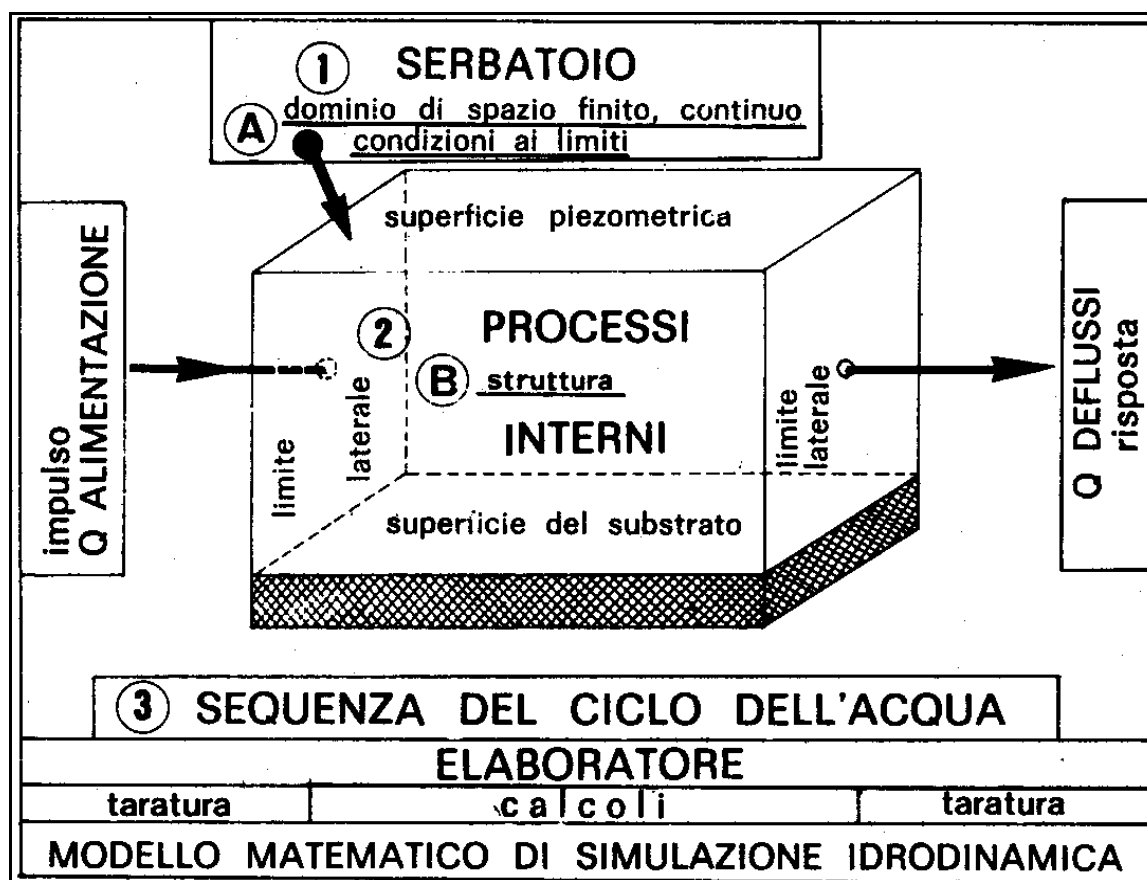 1 SERBATOIO
A dominio di spazio finito, continuo
condizioni ai limiti
impulso
Q ALIMENTAZIONE
superficie piezometrica
2 PROCESSI
B struttura
INTERNI
limite
laterale
limite
laterale
superficie del substrato
Q DEFLUSSI
risposta
3 SEQUENZA DEL CICLO DELL'ACQUA
ELABORATORE
taratura calcoli taratura
MODELLO MATEMATICO DI SIMULAZIONE IDRODINAMICA